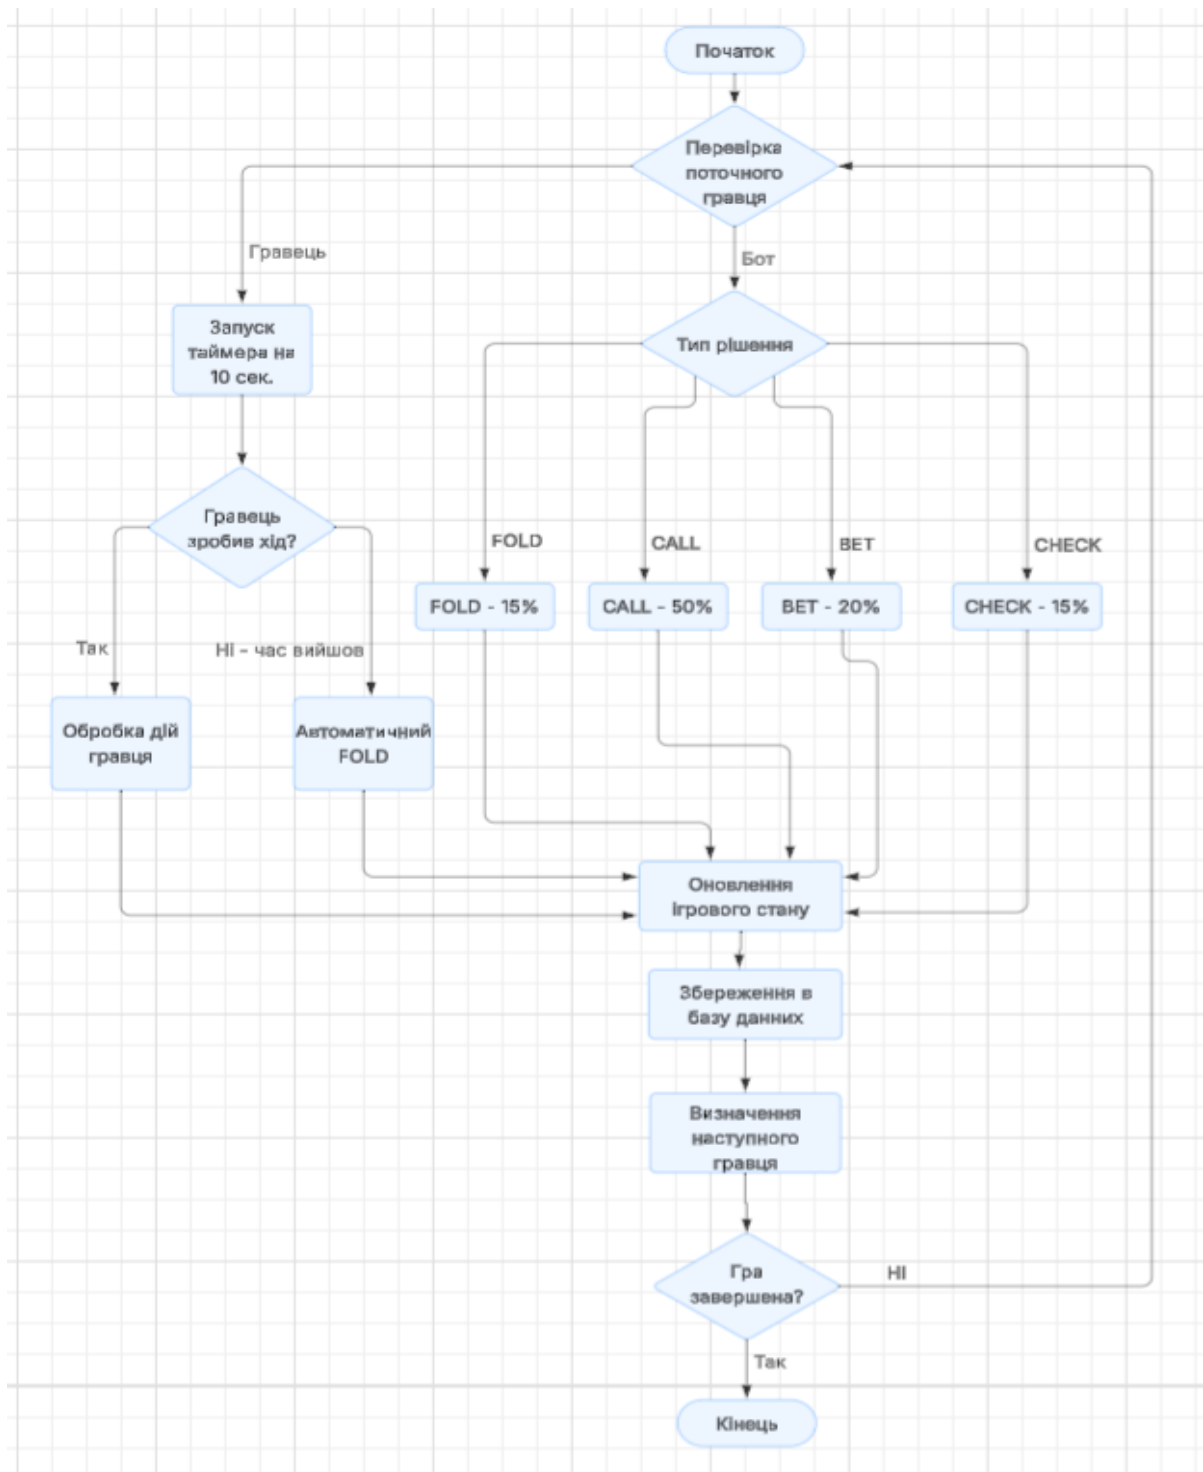 Початок
Перевірка
поточного
гравця
Гравець
Бот
Запуск
таймера на
10 сек.
Тип рішення
Гравець
зробив хід?
FOLD
CALL
BET
CHECK
FOLD - 15%
CALL - 50%
BET - 20%
CHECK - 15%
Так
НІ - час вийшов
Обробка дій
гравця
Автоматичний
FOLD
Оновлення
ігрового стану
Збереження в
базу данних
Визначення
наступного
гравця
Гра
завершена?
НІ
Так
Кінець